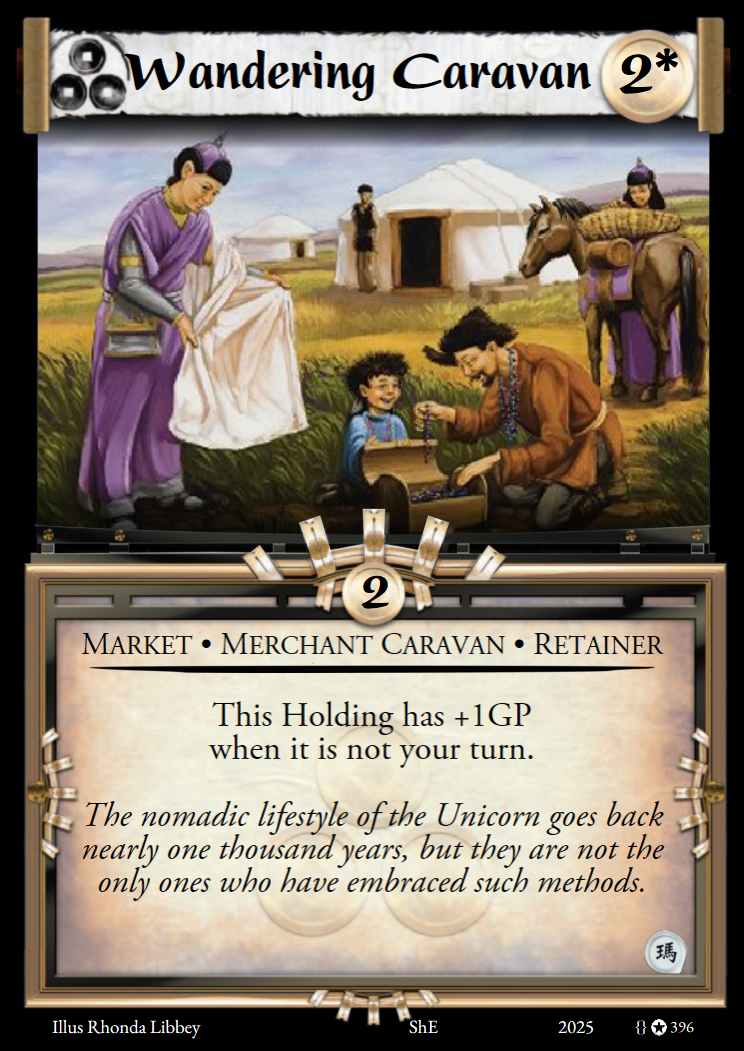 Wandering Caravan 2*
2
MARKET • MERCHANT CARAVAN • RETAINER
This Holding has +1GP
when it is not your turn.
The nomadic lifestyle of the Unicorn goes back
nearly one thousand years, but they are not the
only ones who have embraced such methods.
瑪
Illus Rhonda Libbey ShE 2025 {} ✪ 396